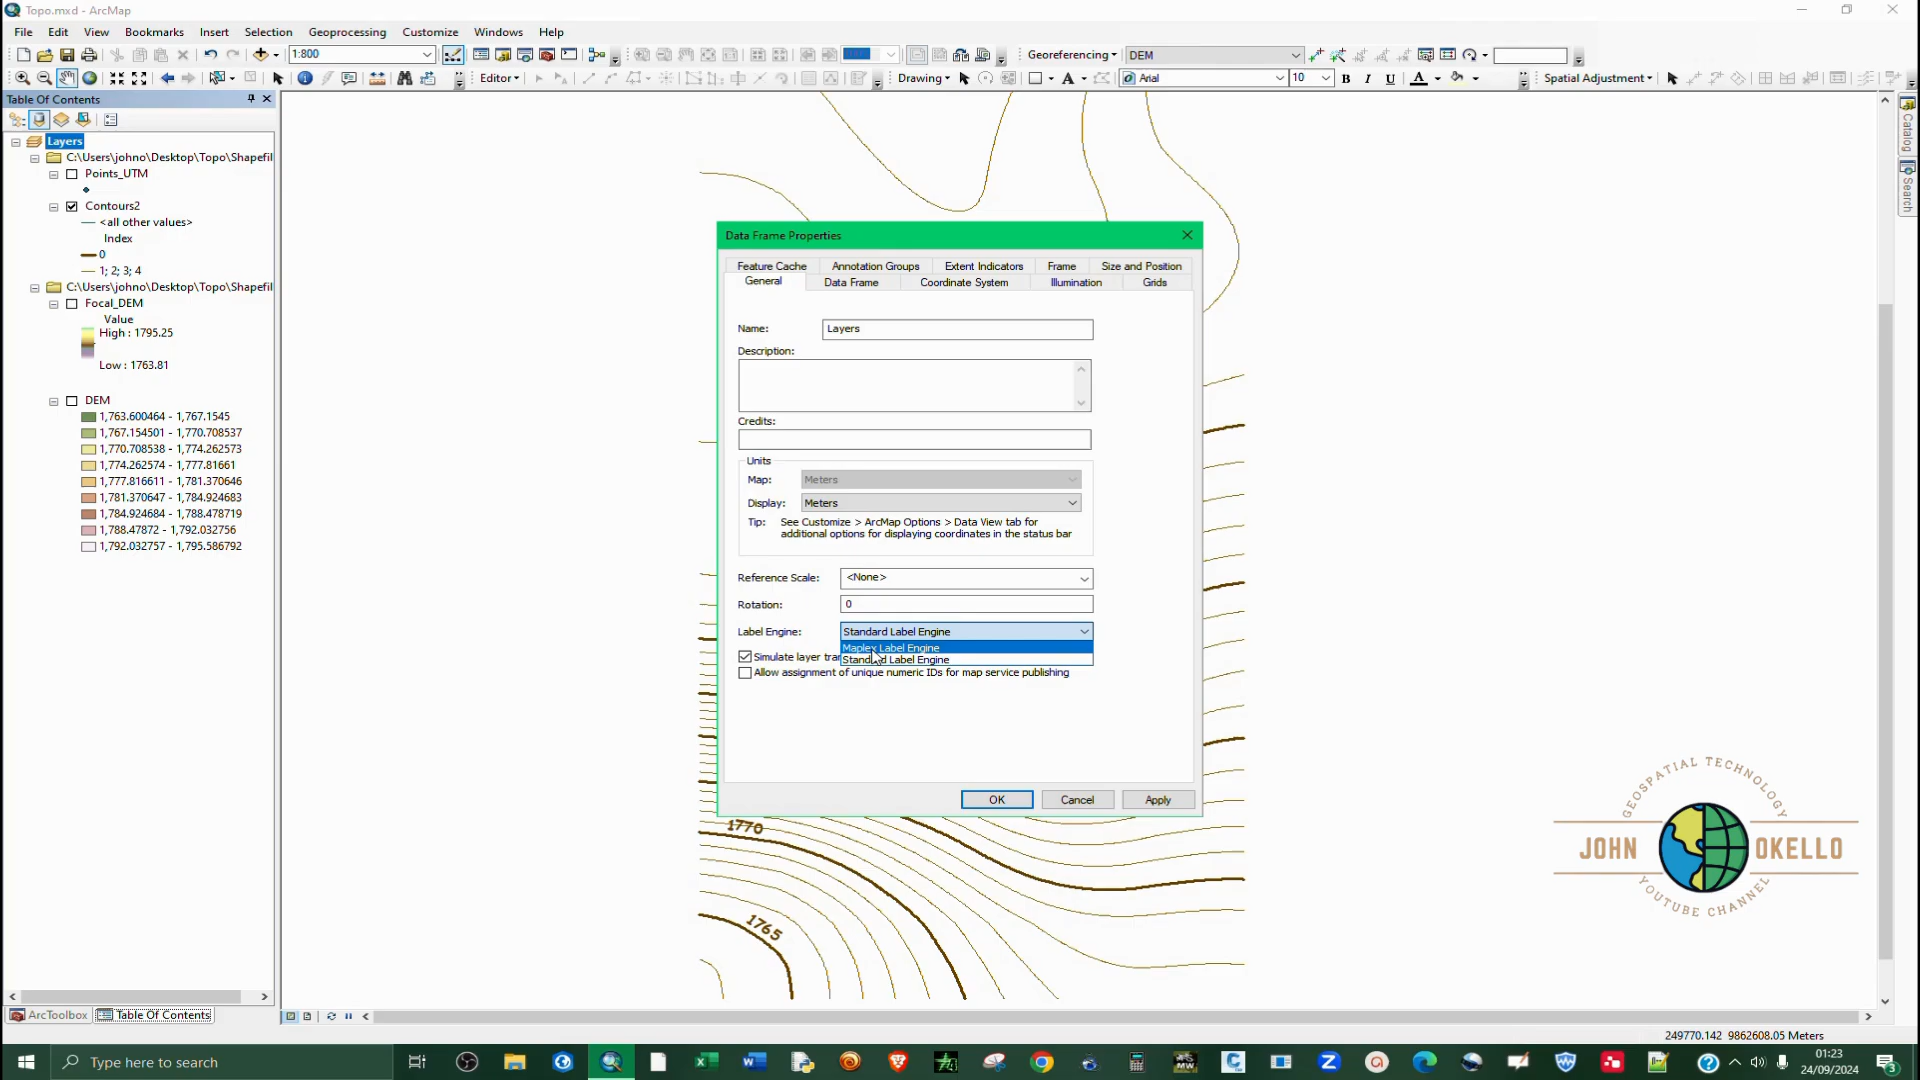 Topo.mxd - ArcMap
File Edit View Bookmarks Insert Selection Geoprocessing Customize Windows Help
1:800
Georeferencing DEM
Editor Drawing A Arial 10 B I U A Spatial Adjustment
Table Of Contents
Layers
C:\Users\johno\Desktop\Topo\Shapefil
Points_UTM
Contours2
<all other values>
Index
0
1; 2; 3; 4
C:\Users\johno\Desktop\Topo\Shapefil
Focal_DEM
Value
High : 1795.25
Low : 1763.81
DEM
1,763.600464 - 1,767.1545
1,767.154501 - 1,770.708537
1,770.708538 - 1,774.262573
1,774.262574 - 1,777.81661
1,777.816611 - 1,781.370646
1,781.370647 - 1,784.924683
1,784.924684 - 1,788.478719
1,788.47872 - 1,792.032756
1,792.032757 - 1,795.586792
ArcToolbox Table Of Contents
Data Frame Properties
Feature Cache Annotation Groups Extent Indicators Frame Size and Position
General Data Frame Coordinate System Illumination Grids
Name: Layers
Description:
Credits:
Units
Map: Meters
Display: Meters
Tip: See Customize > ArcMap Options > Data View tab for
additional options for displaying coordinates in the status bar
Reference Scale: <None>
Rotation: 0
Label Engine: Standard Label Engine
Maplex Label Engine
Simulate layer tra
Standard Label Engine
Allow assignment of unique numeric IDs for map service publishing
OK Cancel Apply
1770
1765
Catalog
Search
GEOSPATIAL TECHNOLOGY
JOHN OKELLO
YOUTUBE CHANNEL
249770.142 9862608.05 Meters
Type here to search
01:23
24/09/2024
3